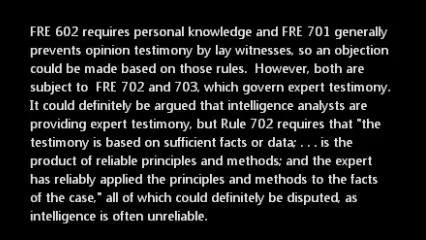 FRE 602 requires personal knowledge and FRE 701 generally
prevents opinion testimony by lay witnesses, so an objection
could be made based on those rules.  However, both are
subject to  FRE 702 and 703, which govern expert testimony.
It could definitely be argued that intelligence analysts are
providing expert testimony, but Rule 702 requires that "the
testimony is based on sufficient facts or data; . . . is the
product of reliable principles and methods; and the expert
has reliably applied the principles and methods to the facts
of the case," all of which could definitely be disputed, as
intelligence is often unreliable.